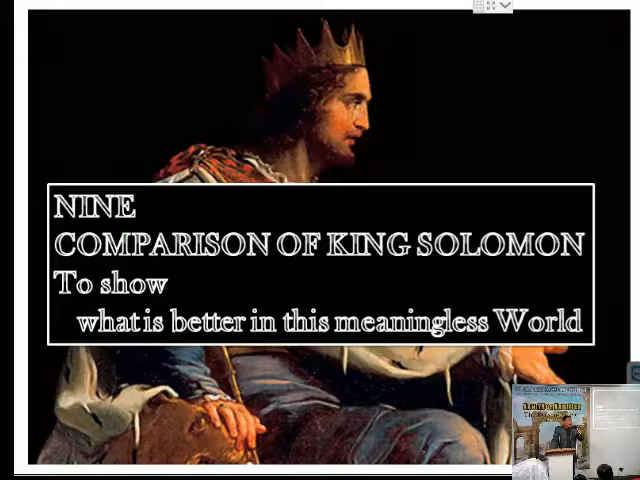 NINE
COMPARISON OF KING SOLOMON
To show
what is better in this meaningless World